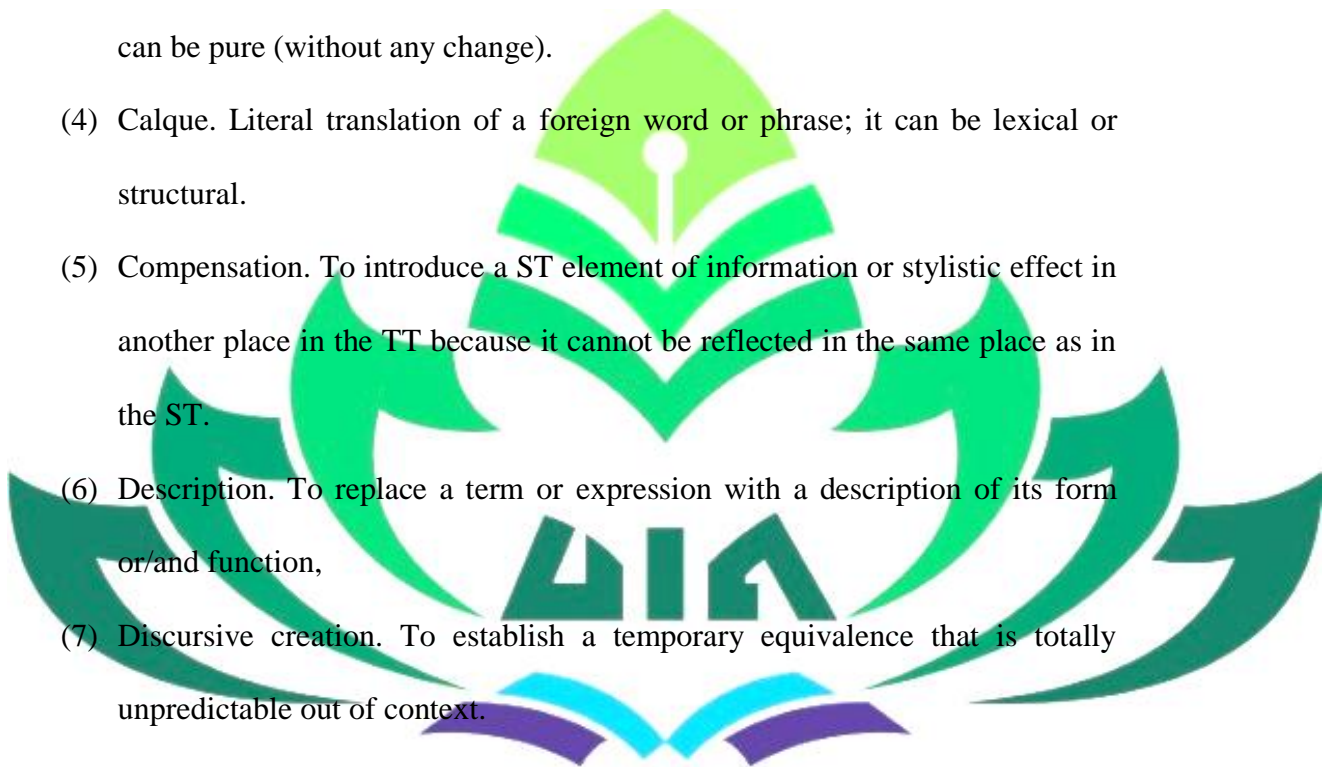 can be pure (without any change).
(4) Calque. Literal translation of a foreign word or phrase; it can be lexical or
structural.
(5) Compensation. To introduce a ST element of information or stylistic effect in
another place in the TT because it cannot be reflected in the same place as in
the ST.
(6) Description. To replace a term or expression with a description of its form
or/and function,
UIA
(7) Discursive creation. To establish a temporary equivalence that is totally
unpredictable out of context.